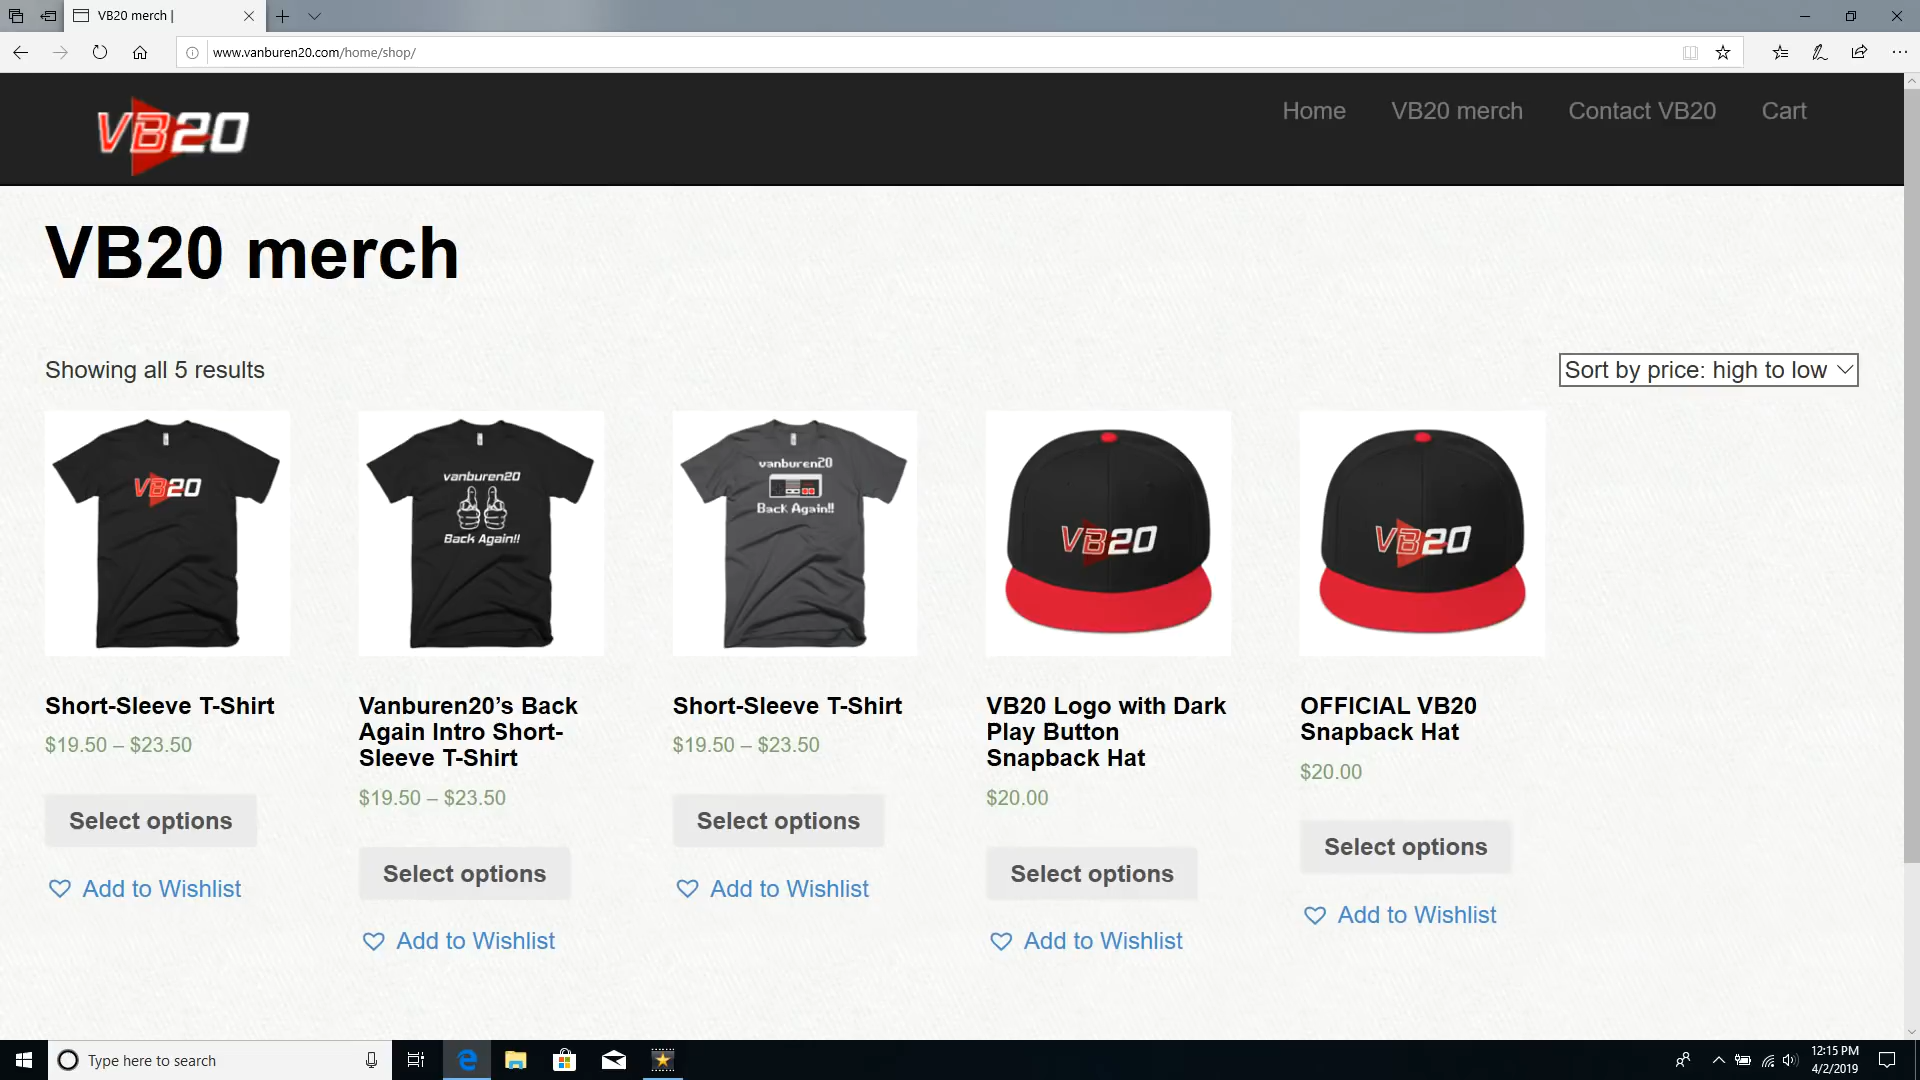 VB20 merch |
www.vanburen20.com/home/shop/
VB20
Home
VB20 merch
Contact VB20
Cart
VB20 merch
Showing all 5 results
Sort by price: high to low
VB20
vanburen20
Back Again!!
vanburen20
Back Again!!
VB20
VB20
Short-Sleeve T-Shirt
$19.50 – $23.50
Select options
Add to Wishlist
Vanburen20’s Back
Again Intro Short-
Sleeve T-Shirt
$19.50 – $23.50
Select options
Add to Wishlist
Short-Sleeve T-Shirt
$19.50 – $23.50
Select options
Add to Wishlist
VB20 Logo with Dark
Play Button
Snapback Hat
$20.00
Select options
Add to Wishlist
OFFICIAL VB20
Snapback Hat
$20.00
Select options
Add to Wishlist
Type here to search
12:15 PM
4/2/2019